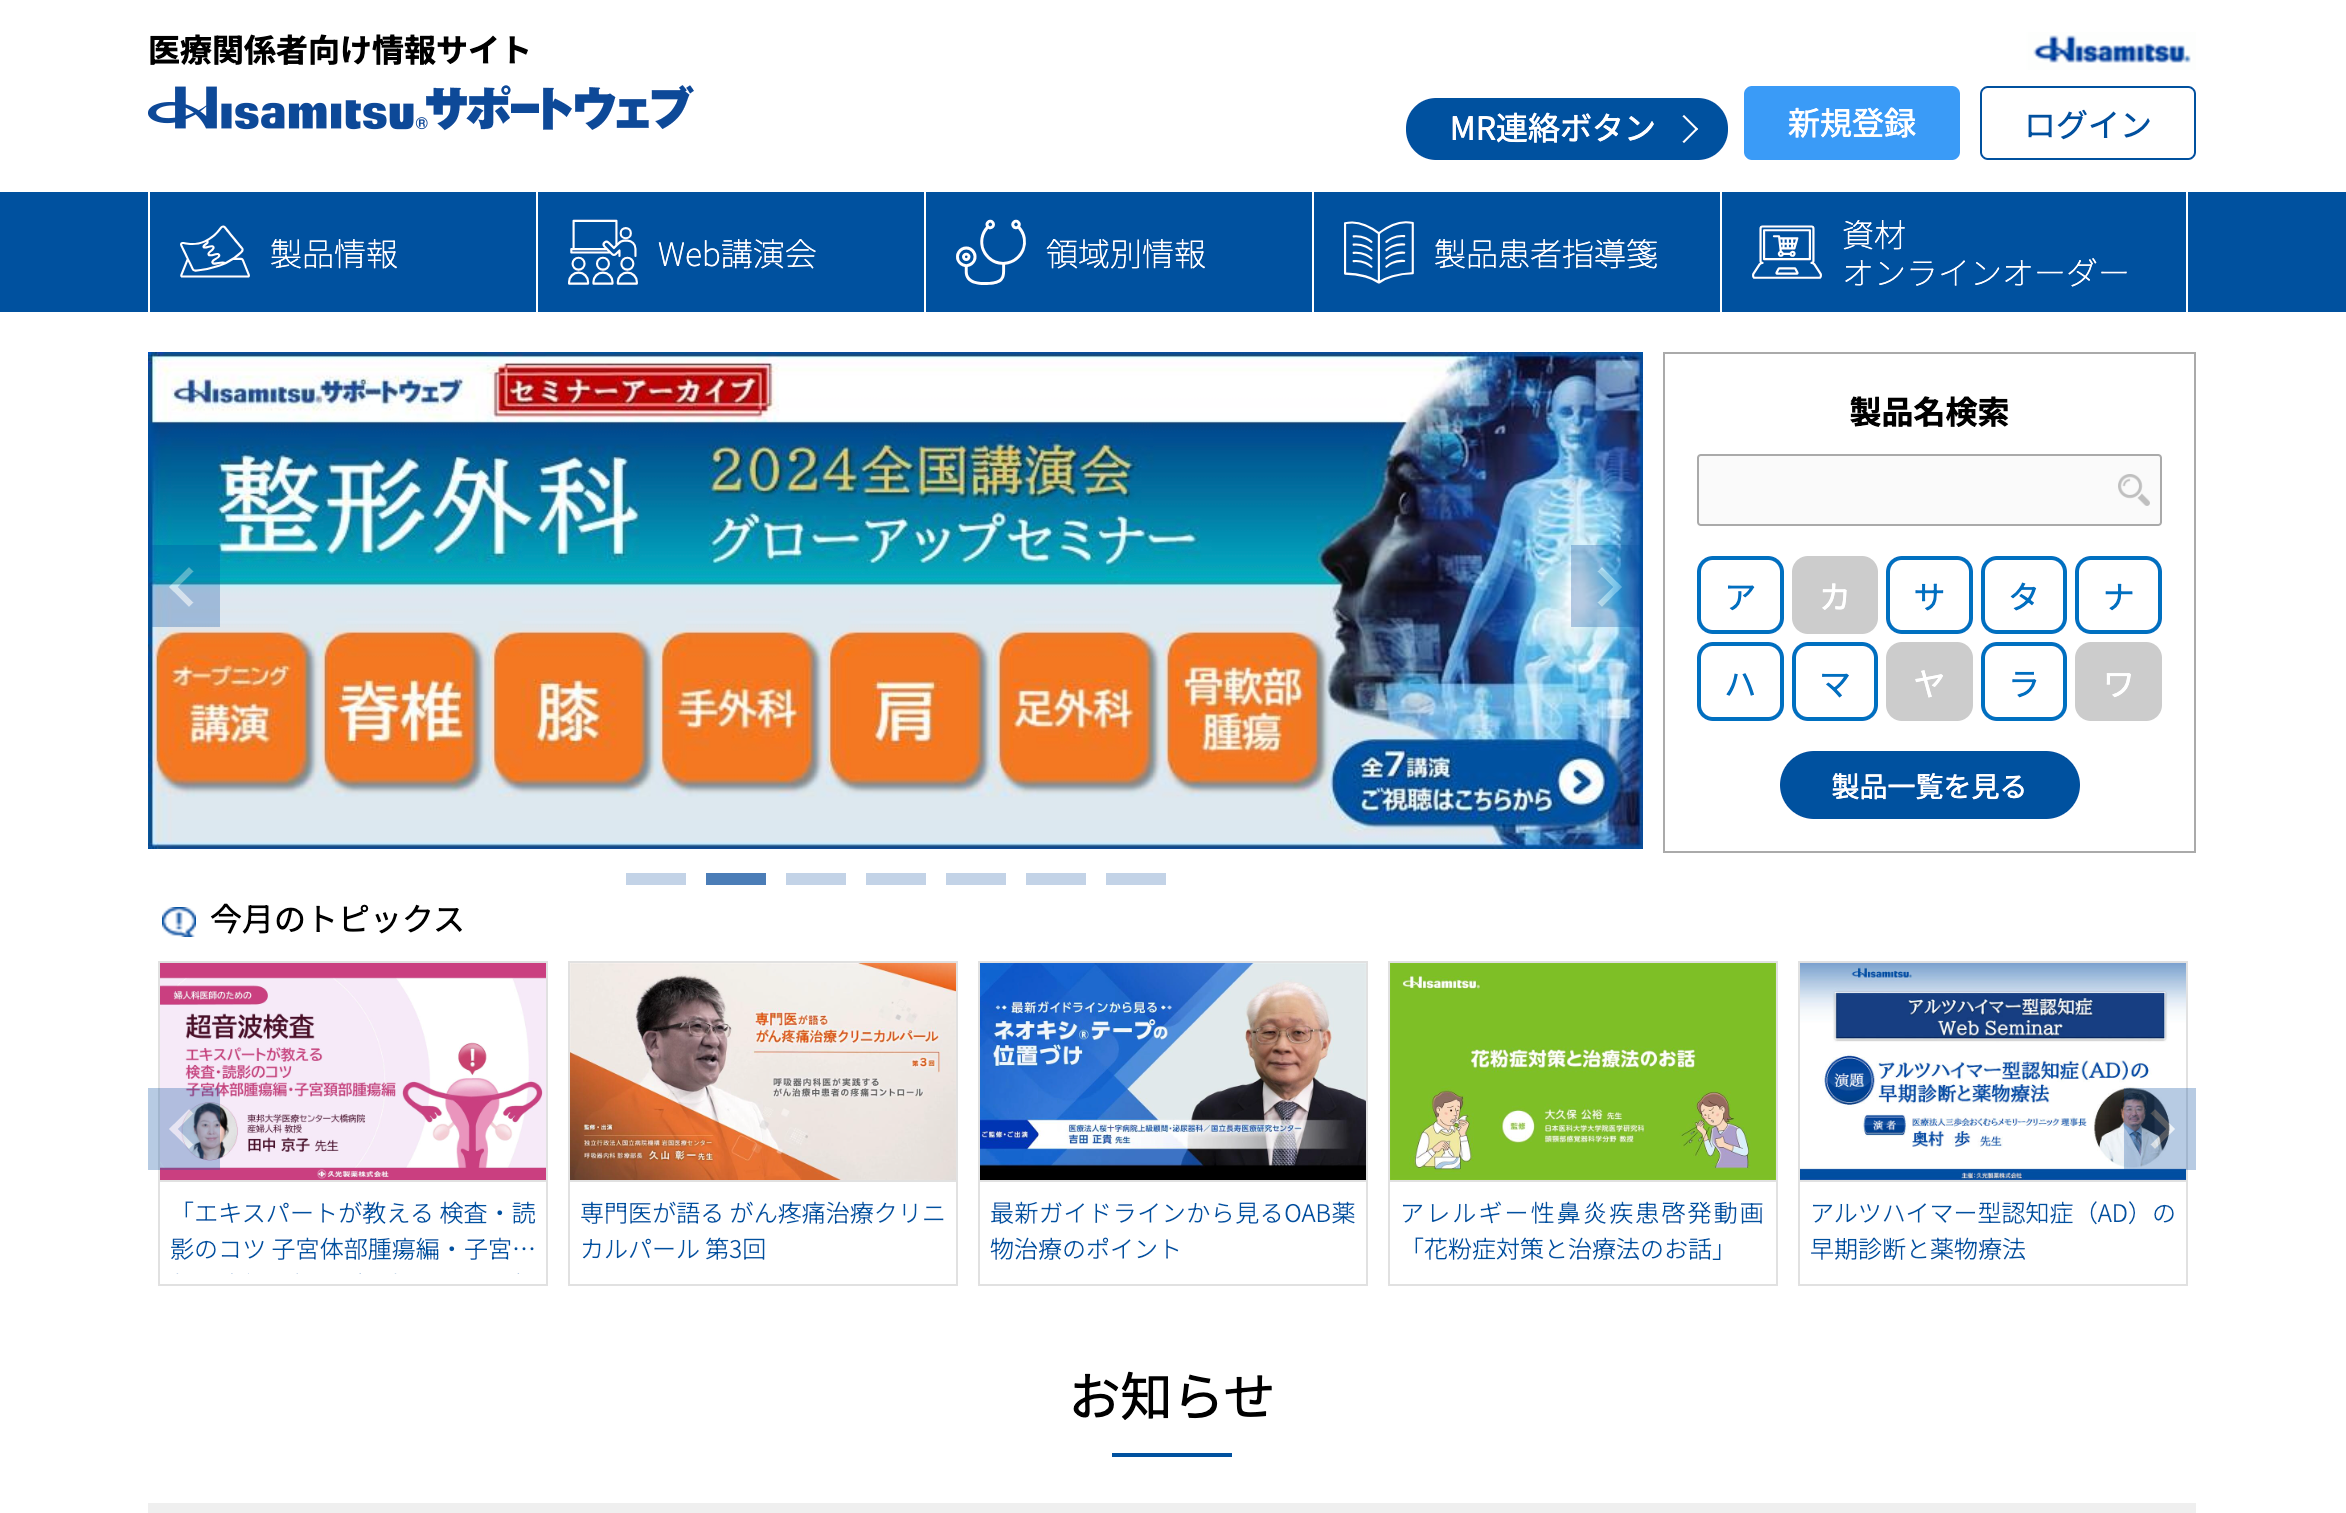 医療関係者向け情報サイト
Hisamitsu®サポートウェブ
Hisamitsu.
MR連絡ボタン
新規登録
ログイン
製品情報
Web講演会
領域別情報
製品患者指導箋
資材
オンラインオーダー
Hisamitsu.サポートウェブ
セミナーアーカイブ
整形外科
2024全国講演会
グローアップセミナー
オープニング
講演
脊椎
膝
手外科
肩
足外科
骨軟部
腫瘍
全7講演
ご視聴はこちらから
製品名検索
ア
カ
サ
タ
ナ
ハ
マ
ヤ
ラ
ワ
製品一覧を見る
今月のトピックス
婦人科医師のための
超音波検査
エキスパートが教える
検査・読影のコツ
子宮体部腫瘍編・子宮頚部腫瘍編
東邦大学医療センター大橋病院
産婦人科 教授
田中 京子 先生
久光製薬株式会社
「エキスパートが教える 検査・読
影のコツ 子宮体部腫瘍編・子宮…
専門医が語る
がん疼痛治療クリニカルパール
第3回
呼吸器内科医が実践する
がん治療中患者の疼痛コントロール
監修・出演
独立行政法人国立病院機構 岩国医療センター
呼吸器内科 診療部長 久山 彰一先生
専門医が語る がん疼痛治療クリニ
カルパール 第3回
最新ガイドラインから見る
ネオキシ®テープの
位置づけ
ご監修・ご出演
医療法人桜十字病院上級顧問・泌尿器科／国立長寿医療研究センター
吉田 正貴 先生
最新ガイドラインから見るOAB薬
物治療のポイント
Hisamitsu.
花粉症対策と治療法のお話
監修
大久保 公裕 先生
日本医科大学大学院医学研究科
頭頸部感覚器科学分野 教授
アレルギー性鼻炎疾患啓発動画
「花粉症対策と治療法のお話」
Hisamitsu.
アルツハイマー型認知症
Web Seminar
演題
アルツハイマー型認知症(AD)の
早期診断と薬物療法
演者
医療法人三歩会おくむらメモリークリニック 理事長
奥村 歩 先生
主催：久光製薬株式会社
アルツハイマー型認知症（AD）の
早期診断と薬物療法
お知らせ